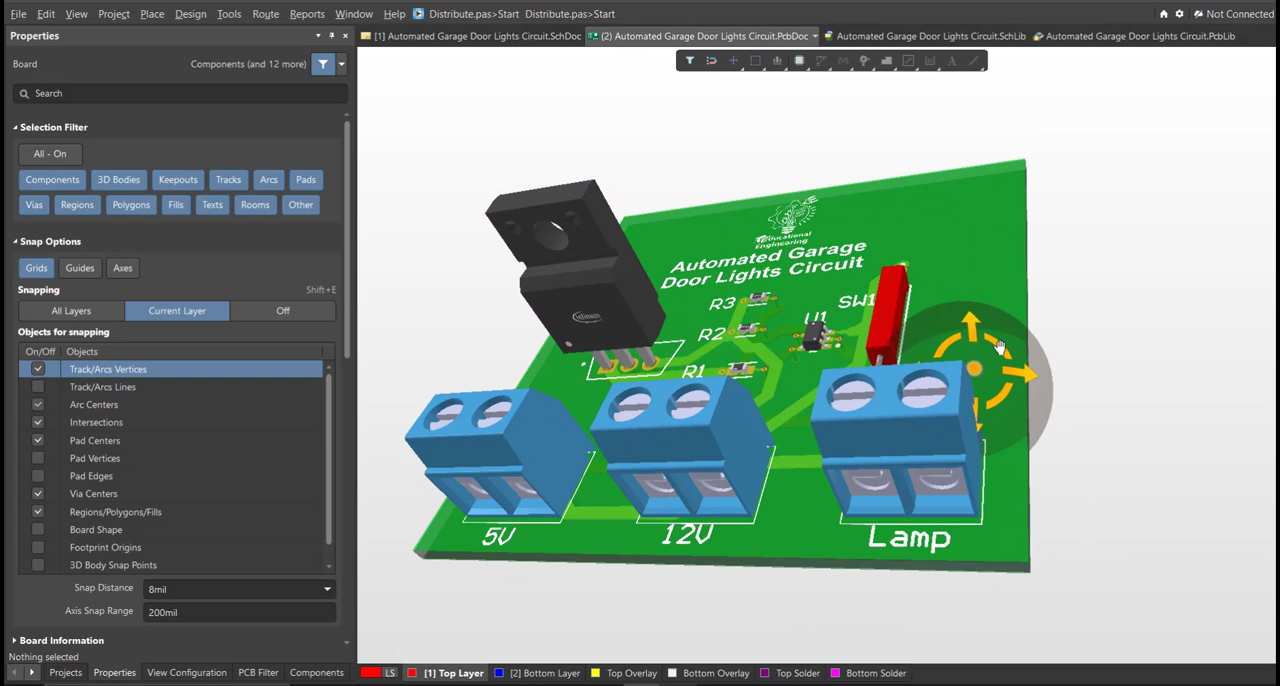 File Edit View Project Place Design Tools Route Reports Window Help Distribute.pas>Start Distribute.pas>Start Not Connected
Properties
[1] Automated Garage Door Lights Circuit.SchDoc (2) Automated Garage Door Lights Circuit.PcbDoc Automated Garage Door Lights Circuit.SchLib Automated Garage Door Lights Circuit.PcbLib
Board Components (and 12 more)
Search
Selection Filter
All - On
Components 3D Bodies Keepouts Tracks Arcs Pads
Vias Regions Polygons Fills Texts Rooms Other
Snap Options
Grids Guides Axes
Snapping Shift+E
All Layers Current Layer Off
Objects for snapping
On/Off Objects
Track/Arcs Vertices
Track/Arcs Lines
Arc Centers
Intersections
Pad Centers
Pad Vertices
Pad Edges
Via Centers
Regions/Polygons/Fills
Board Shape
Footprint Origins
3D Body Snap Points
Snap Distance 8mil
Axis Snap Range 200mil
Board Information
Nothing selected
Projects Properties View Configuration PCB Filter Components
Educational
Engineering
Automated Garage
Door Lights Circuit
R3
SW1
U1
R2
R1
Infineon
5V
12V
Lamp
LS [1] Top Layer [2] Bottom Layer Top Overlay Bottom Overlay Top Solder Bottom Solder